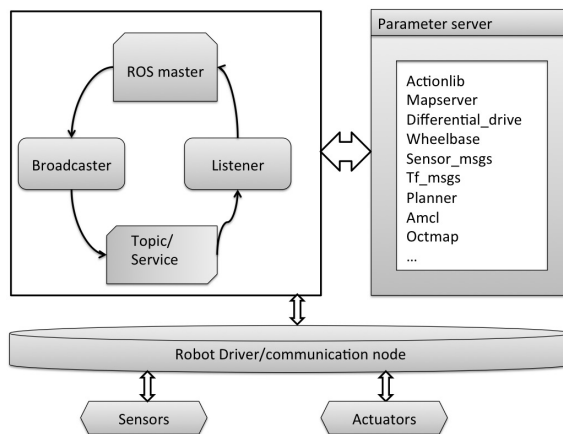 ROS master
Broadcaster
Listener
Topic/
Service
Parameter server
Actionlib
Mapserver
Differential_drive
Wheelbase
Sensor_msgs
Tf_msgs
Planner
Amcl
Octmap
...
Robot Driver/communication node
Sensors
Actuators